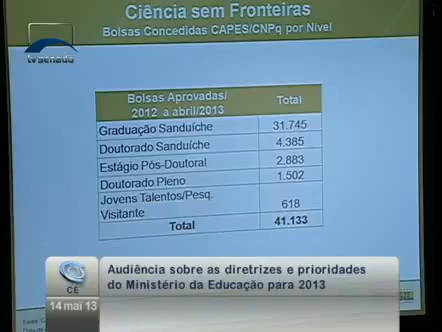 Ciência sem Fronteiras
Bolsas Concedidas CAPES/CNPq por Nível
tv senado
Bolsas Aprovadas/ 2012 a abril/2013 Total
Graduação Sanduíche 31.745
Doutorado Sanduíche 4.385
Estágio Pós-Doutoral 2.883
Doutorado Pleno 1.502
Jovens Talentos/Pesq. Visitante 618
Total 41.133
CE
14 mai 13
Audiência sobre as diretrizes e prioridades
do Ministério da Educação para 2013